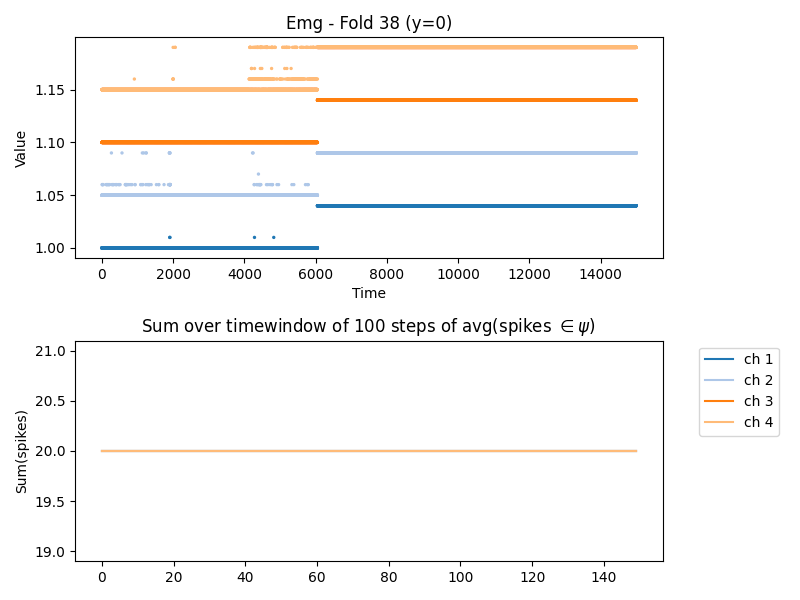 Emg - Fold 38 (y=0)
Value
1.15
1.10
1.05
1.00
0 2000 4000 6000 8000 10000 12000 14000
Time
Sum over timewindow of 100 steps of avg(spikes ∈ψ)
Sum(spikes)
21.0
20.5
20.0
19.5
19.0
0 20 40 60 80 100 120 140
ch 1
ch 2
ch 3
ch 4